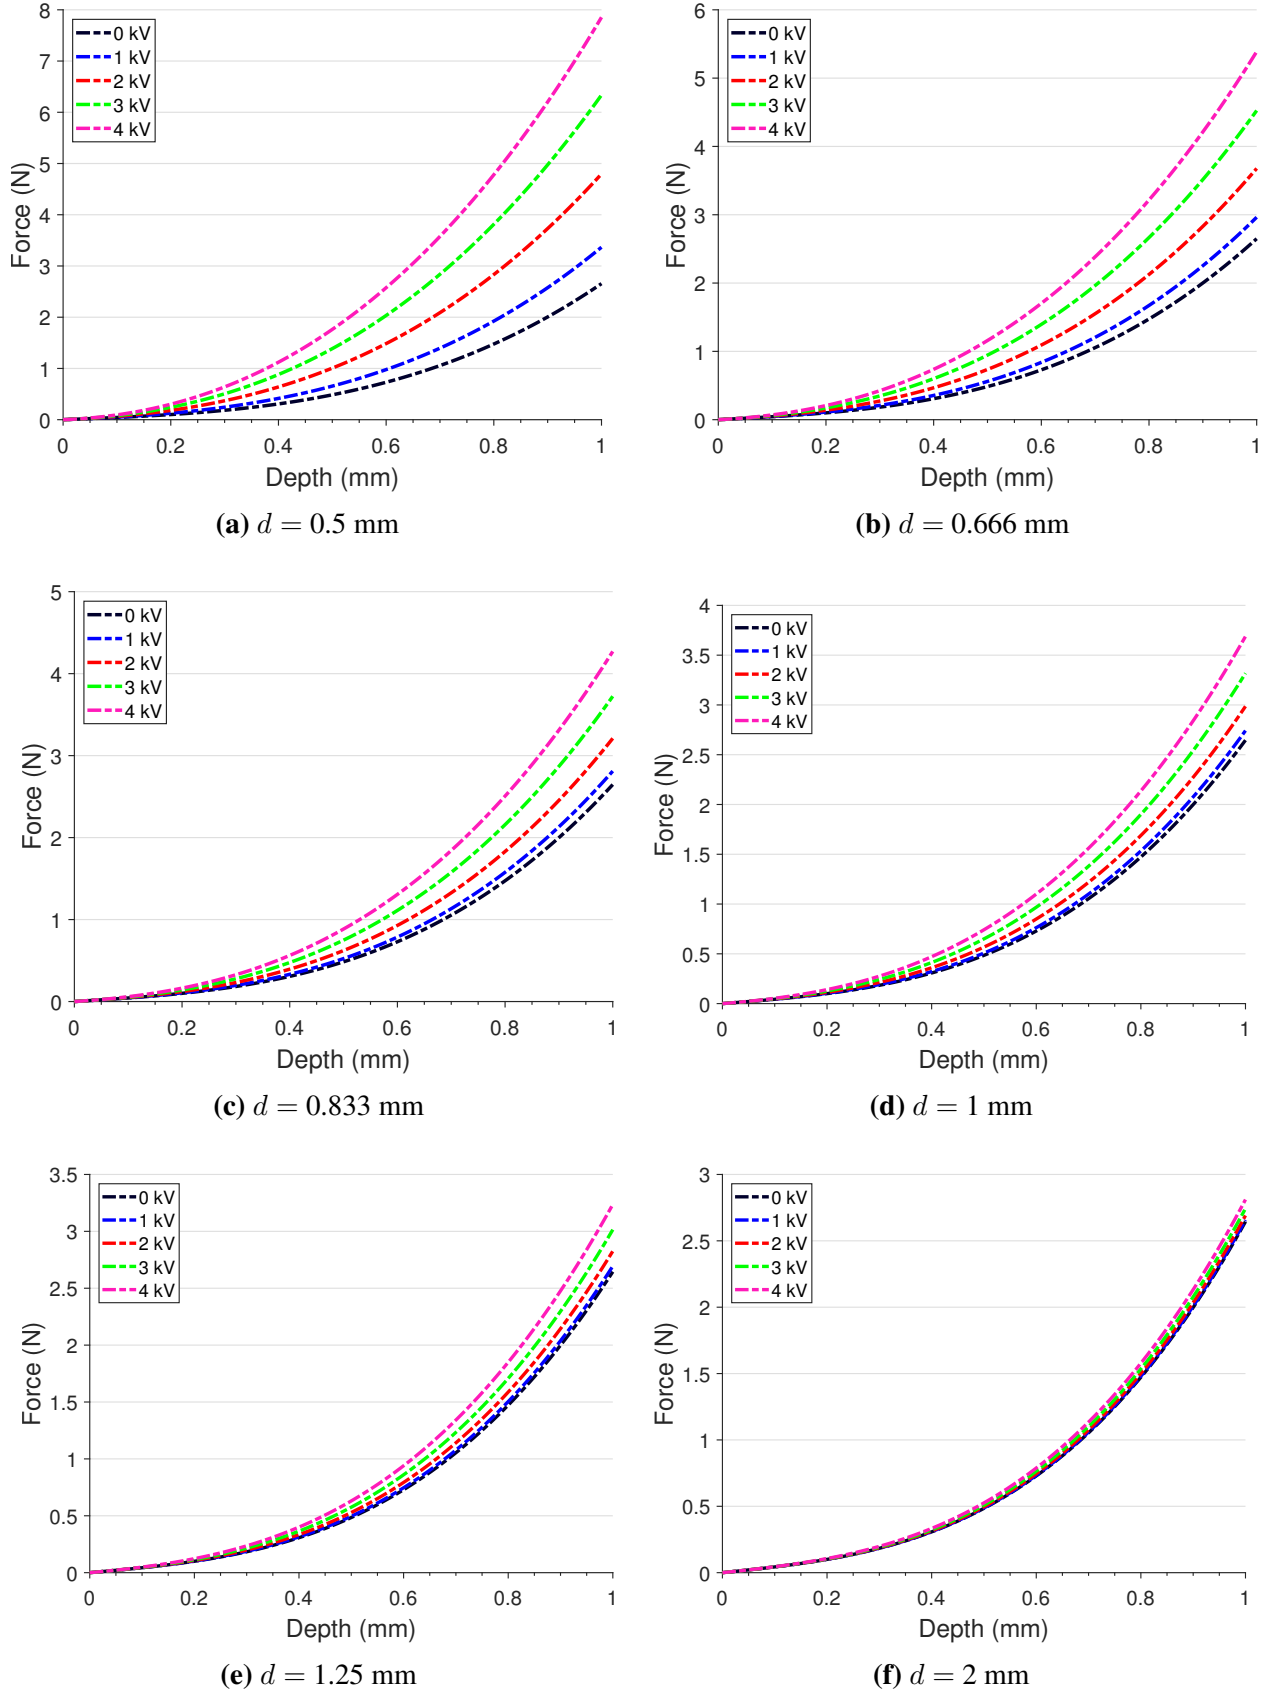 8
7
6
5
4
3
2
1
0
Force (N)
0 kV
1 kV
2 kV
3 kV
4 kV
0 0.2 0.4 0.6 0.8 1
Depth (mm)
(a) d = 0.5 mm
6
5
4
3
2
1
0
Force (N)
0 kV
1 kV
2 kV
3 kV
4 kV
0 0.2 0.4 0.6 0.8 1
Depth (mm)
(b) d = 0.666 mm
5
4
3
2
1
0
Force (N)
0 kV
1 kV
2 kV
3 kV
4 kV
0 0.2 0.4 0.6 0.8 1
Depth (mm)
(c) d = 0.833 mm
4
3.5
3
2.5
2
1.5
1
0.5
0
Force (N)
0 kV
1 kV
2 kV
3 kV
4 kV
0 0.2 0.4 0.6 0.8 1
Depth (mm)
(d) d = 1 mm
3.5
3
2.5
2
1.5
1
0.5
0
Force (N)
0 kV
1 kV
2 kV
3 kV
4 kV
0 0.2 0.4 0.6 0.8 1
Depth (mm)
(e) d = 1.25 mm
3
2.5
2
1.5
1
0.5
0
Force (N)
0 kV
1 kV
2 kV
3 kV
4 kV
0 0.2 0.4 0.6 0.8 1
Depth (mm)
(f) d = 2 mm